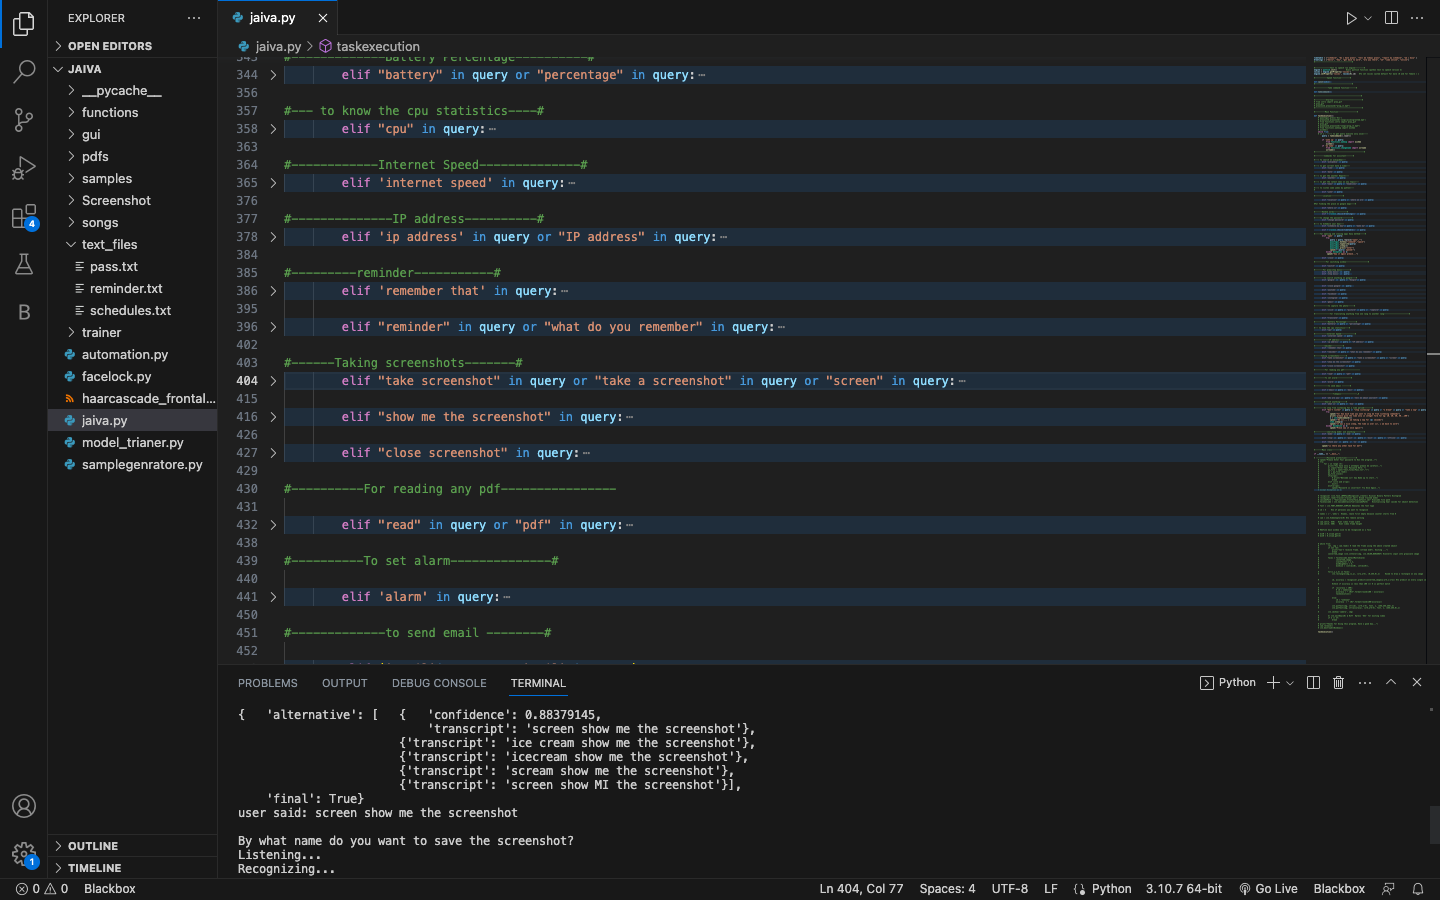 EXPLORER
OPEN EDITORS
JAIVA
__pycache__
functions
gui
pdfs
samples
Screenshot
songs
text_files
pass.txt
reminder.txt
schedules.txt
trainer
automation.py
facelock.py
haarcascade_frontal...
jaiva.py
model_trianer.py
samplegenratore.py
OUTLINE
TIMELINE
4
B
1
jaiva.py
jaiva.py > taskexecution
343 #-------------Battery Percentage----------#
344 elif "battery" in query or "percentage" in query:
356
357 #--- to know the cpu statistics----#
358 elif "cpu" in query:
363
364 #------------Internet Speed--------------#
365 elif 'internet speed' in query:
376
377 #--------------IP address----------#
378 elif 'ip address' in query or "IP address" in query:
384
385 #---------reminder-----------#
386 elif 'remember that' in query:
395
396 elif "reminder" in query or "what do you remember" in query:
402
403 #------Taking screenshots-------#
404 elif "take screenshot" in query or "take a screenshot" in query or "screen" in query:
415
416 elif "show me the screenshot" in query:
426
427 elif "close screenshot" in query:
429
430 #----------For reading any pdf----------------
431
432 elif "read" in query or "pdf" in query:
438
439 #----------To set alarm--------------#
440
441 elif 'alarm' in query:
450
451 #-------------to send email --------#
452
PROBLEMS OUTPUT DEBUG CONSOLE TERMINAL
Python
{   'alternative': [   {   'confidence': 0.88379145,
'transcript': 'screen show me the screenshot'},
{'transcript': 'ice cream show me the screenshot'},
{'transcript': 'icecream show me the screenshot'},
{'transcript': 'scream show me the screenshot'},
{'transcript': 'screen show MI the screenshot'}],
'final': True}
user said: screen show me the screenshot
By what name do you want to save the screenshot?
Listening...
Recognizing...
0 0 Blackbox
Ln 404, Col 77 Spaces: 4 UTF-8 LF Python 3.10.7 64-bit Go Live Blackbox